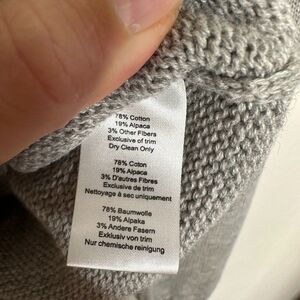 78% Cotton
19% Alpaca
3% Other Fibers
Exclusive of trim
Dry Clean Only
78% Coton
19% Alpaca
3% D'autres Fibres
Exclusive de trim
Nettoyage à sec uniquement
78% Baumwolle
19% Alpaka
3% Andere Fasern
Exklusiv von trim
Nur chemische reinigung